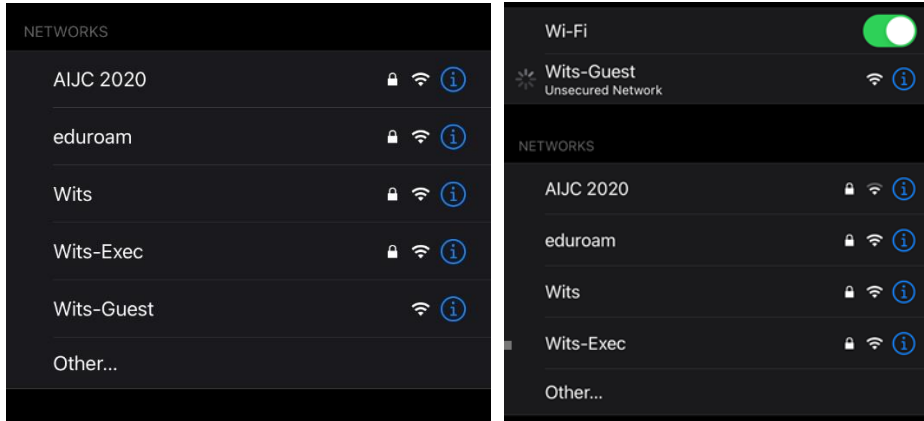 NETWORKS
AIJC 2020
eduroam
Wits
Wits-Exec
Wits-Guest
Other...
Wi-Fi
Wits-Guest
Unsecured Network
NETWORKS
AIJC 2020
eduroam
Wits
Wits-Exec
Other...